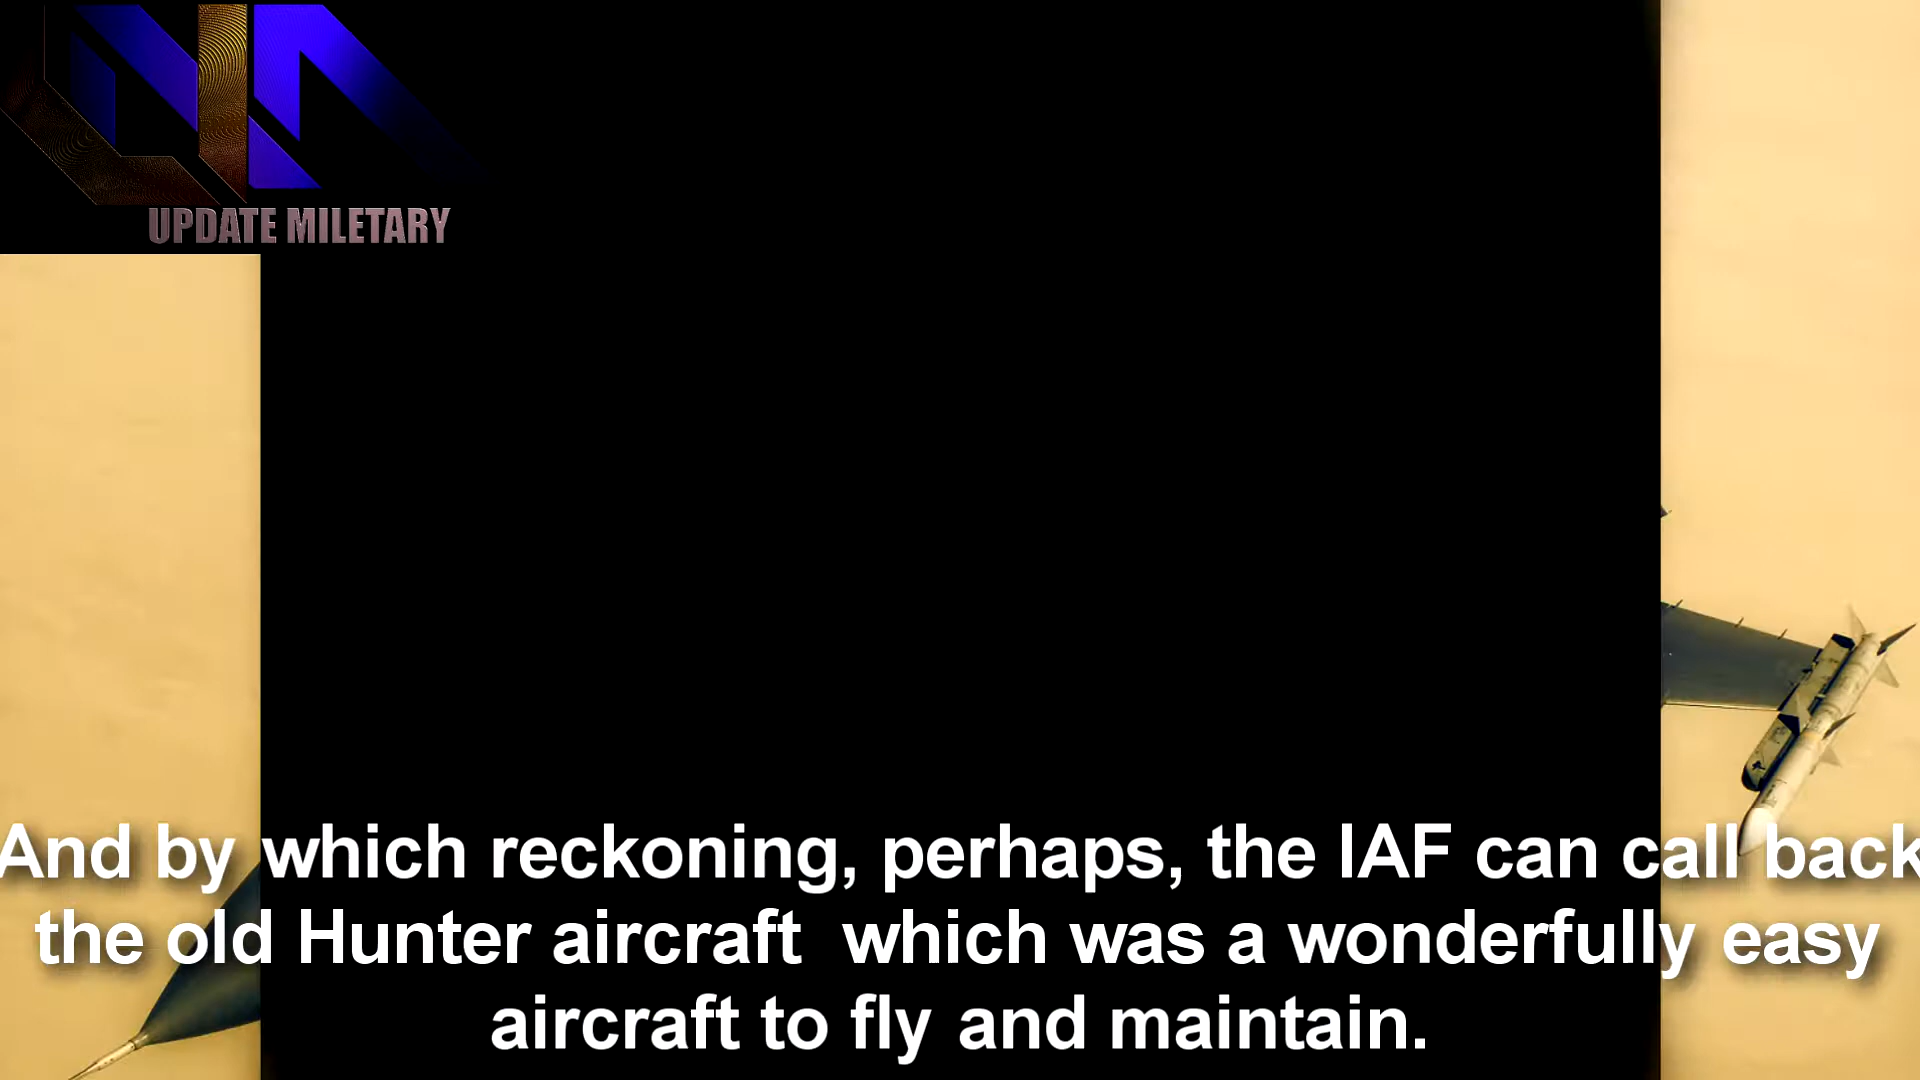 UPDATE MILETARY
And by which reckoning, perhaps, the IAF can call back
the old Hunter aircraft  which was a wonderfully easy
aircraft to fly and maintain.